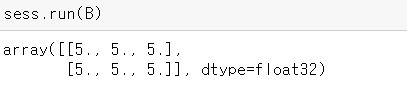 sess.run(B)
array([[5., 5., 5.],
       [5., 5., 5.]], dtype=float32)